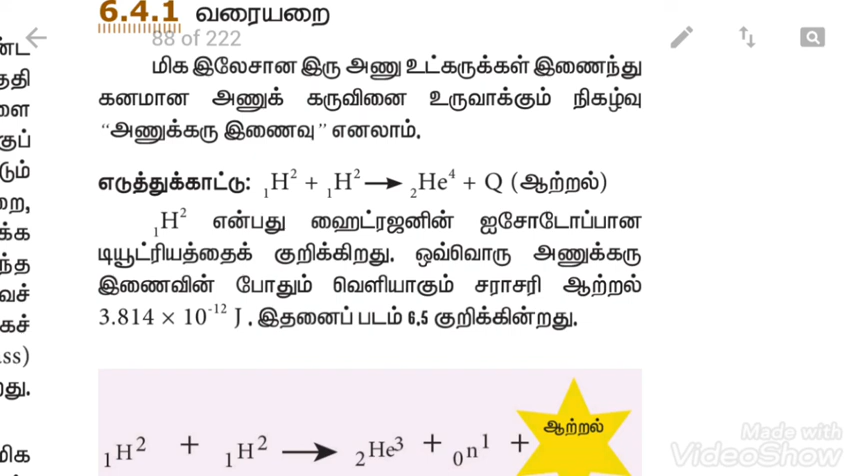 6.4.1 வரையறை
88 of 222
மிக இலேசான இரு அணு உட்கருக்கள் இணைந்து
கனமான அணுக் கருவினை உருவாக்கும் நிகழ்வு
“அணுக்கரு இணைவு” எனலாம்.
எடுத்துக்காட்டு: ₁H² + ₁H² → ₂He⁴ + Q (ஆற்றல்)
₁H² என்பது ஹைட்ரஜனின் ஐசோடோப்பான
டியூட்ரியத்தைக் குறிக்கிறது. ஒவ்வொரு அணுக்கரு
இணைவின் போதும் வெளியாகும் சராசரி ஆற்றல்
3.814 × 10⁻¹² J. இதனைப் படம் 6.5 குறிக்கின்றது.
₁H² + ₁H² → ₂He³ + ₀n¹ + ஆற்றல்
Made with
VideoShow